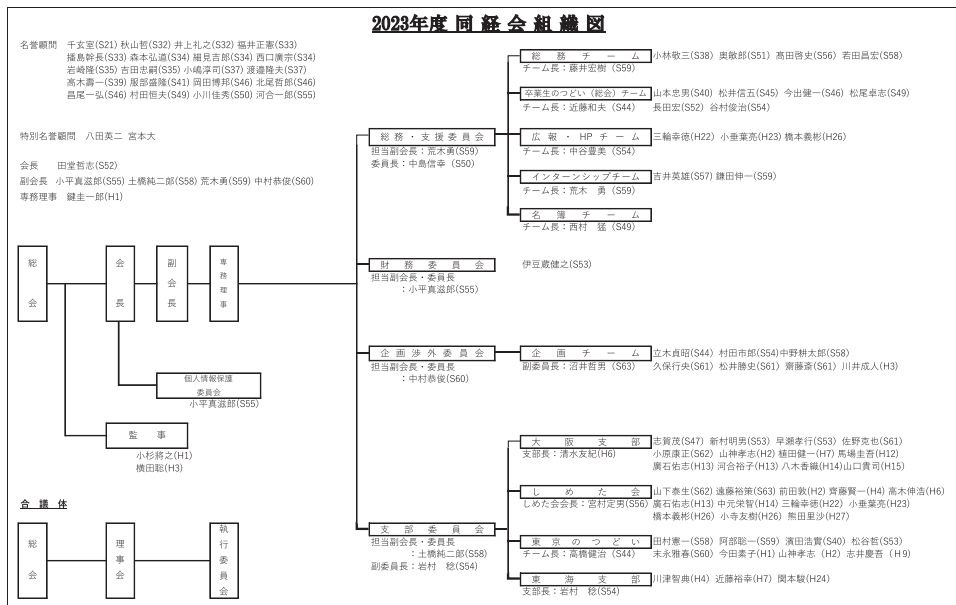 2023年度 同 経 会 組 織 図
名誉顧問 千玄室(S21) 秋山哲(S32) 井上礼之(S32) 福井正憲(S33)
播島幹長(S33) 森本弘道(S34) 細見吉郎(S34) 西口廣宗(S34)
岩崎隆(S35) 吉田忠嗣(S35) 小嶋淳司(S37) 渡邉隆夫(S37)
高木壽一(S39) 服部盛隆(S41) 岡田博邦(S46) 北尾哲郎(S46)
昌尾一弘(S46) 村田恒夫(S49) 小川佳秀(S50) 河合一郎(S55)
特別名誉顧問 八田英二 宮本大
会長 田堂哲志(S52)
副会長 小平真滋郎(S55) 土橋純二郎(S58) 荒木勇(S59) 中村恭俊(S60)
専務理事 鍵圭一郎(H1)
総会
会長
副会長
専務理事
個人情報保護
委員会
小平真滋郎(S55)
監 事
小杉將之(H1)
横田聡(H3)
合 議 体
総会
理事会
執行委員会
総 務 ・ 支 援 委 員 会
担当副会長：荒木勇(S59)
委員長：中島信幸(S50)
総 務 チ ー ム
チーム長：藤井宏樹(S59)
小林敬三(S38) 奥敏郎(S51) 髙田啓史(S56) 若田昌宏(S58)
卒業生のつどい（総会）チーム
チーム長：近藤和夫(S44)
山本忠男(S40) 松井信五(S45) 今出健一(S46) 松尾卓志(S49)
長田宏(S52) 谷村俊治(S54)
広 報 ・ HP チ ー ム
チーム長：中谷豊美(S54)
三輪幸徳(H22) 小垂葉亮(H23) 橋本義彬(H26)
インターンシップチーム
チーム長：荒木 勇(S59)
吉井英雄(S57) 鎌田伸一(S59)
名 簿 チ ー ム
チーム長：西村 猛(S49)
財 務 委 員 会
担当副会長・委員長
：小平真滋郎(S55)
伊豆蔵健之(S53)
企 画 渉 外 委 員 会
担当副会長・委員長
：中村恭俊(S60)
企 画 チ ー ム
副委員長：沼井哲男(S63)
立木貞昭(S44) 村田市郎(S54)中野耕太郎(S58)
久保行央(S61) 松井勝史(S61) 齋藤斎(S61) 川井成人(H3)
支 部 委 員 会
担当副会長・委員長
：土橋純二郎(S58)
副委員長：岩村 稔(S54)
大 阪 支 部
支部長：清水友紀(H6)
志賀茂(S47) 新村明男(S53) 早瀬孝行(S53) 佐野克也(S61)
小原康正(S62) 山神孝志(H2) 植田健一(H7) 馬場圭吾(H12)
廣石佑志(H13) 河合裕子(H13) 八木香織(H14)山口貴司(H15)
し め た 会
しめた会会長：宮村定男(S56)
山下泰生(S62) 遠藤裕策(S63) 前田敦(H2) 齊藤賢一(H4) 高木伸浩(H6)
廣石佑志(H13) 中元栄智(H14) 三輪幸徳(H22) 小垂葉亮(H23)
橋本義彬(H26) 小寺友樹(H26) 熊田里沙(H27)
東 京 の つ ど い
チーム長：高橋健治(S44)
田村憲一(S58) 阿部聡一(S59) 濱田浩實(S40) 松谷哲(S53)
末永雅春(S60) 今田素子(H1) 山神孝志（H2) 志井慶吾（H9)
東 海 支 部
支部長：岩村 稔(S54)
川津智典(H4) 近藤裕幸(H7) 関本駿(H24)